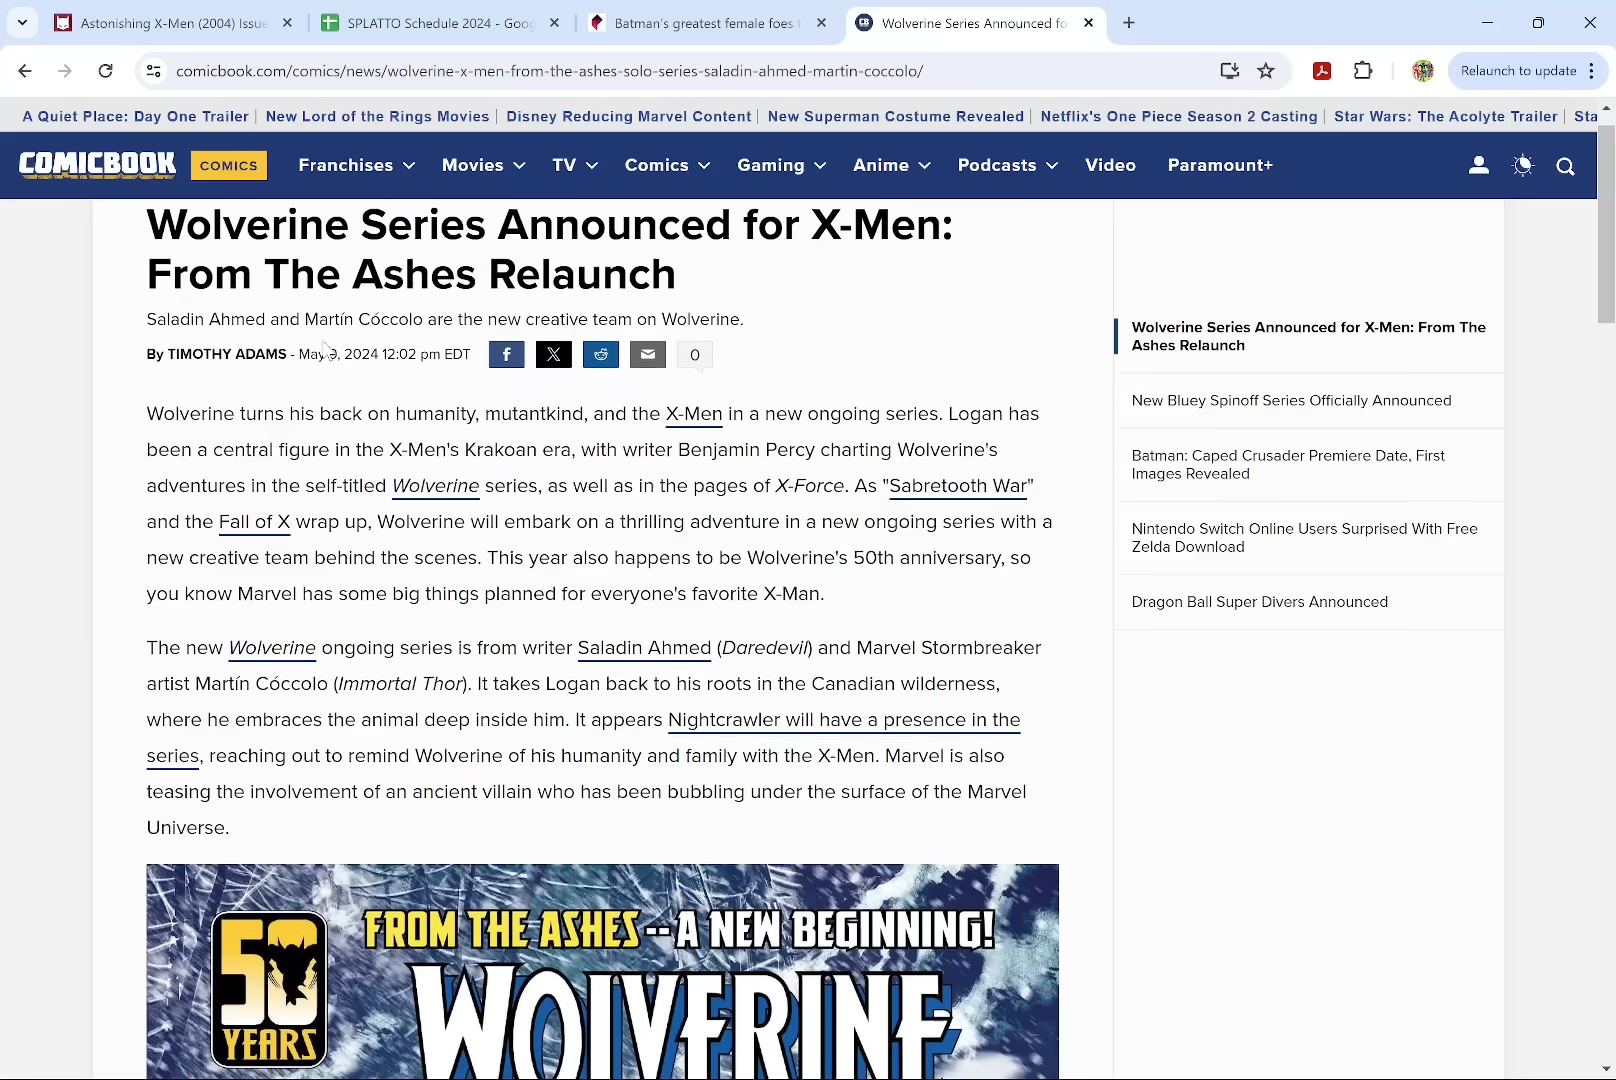 Astonishing X-Men (2004) Issue
SPLATTO Schedule 2024 - Goog
Batman's greatest female foes t
Wolverine Series Announced fo
comicbook.com/comics/news/wolverine-x-men-from-the-ashes-solo-series-saladin-ahmed-martin-coccolo/
Relaunch to update
A Quiet Place: Day One Trailer | New Lord of the Rings Movies | Disney Reducing Marvel Content | New Superman Costume Revealed | Netflix's One Piece Season 2 Casting | Star Wars: The Acolyte Trailer | Sta
COMICBOOK COMICS Franchises Movies TV Comics Gaming Anime Podcasts Video Paramount+
Wolverine Series Announced for X-Men:
From The Ashes Relaunch
Saladin Ahmed and Martín Cóccolo are the new creative team on Wolverine.
By TIMOTHY ADAMS - May 9, 2024 12:02 pm EDT
0
Wolverine turns his back on humanity, mutantkind, and the X-Men in a new ongoing series. Logan has
been a central figure in the X-Men's Krakoan era, with writer Benjamin Percy charting Wolverine's
adventures in the self-titled Wolverine series, as well as in the pages of X-Force. As "Sabretooth War"
and the Fall of X wrap up, Wolverine will embark on a thrilling adventure in a new ongoing series with a
new creative team behind the scenes. This year also happens to be Wolverine's 50th anniversary, so
you know Marvel has some big things planned for everyone's favorite X-Man.
The new Wolverine ongoing series is from writer Saladin Ahmed (Daredevil) and Marvel Stormbreaker
artist Martín Cóccolo (Immortal Thor). It takes Logan back to his roots in the Canadian wilderness,
where he embraces the animal deep inside him. It appears Nightcrawler will have a presence in the
series, reaching out to remind Wolverine of his humanity and family with the X-Men. Marvel is also
teasing the involvement of an ancient villain who has been bubbling under the surface of the Marvel
Universe.
50
YEARS
FROM THE ASHES--A NEW BEGINNING!
WOLVERINE
Wolverine Series Announced for X-Men: From The
Ashes Relaunch
New Bluey Spinoff Series Officially Announced
Batman: Caped Crusader Premiere Date, First
Images Revealed
Nintendo Switch Online Users Surprised With Free
Zelda Download
Dragon Ball Super Divers Announced